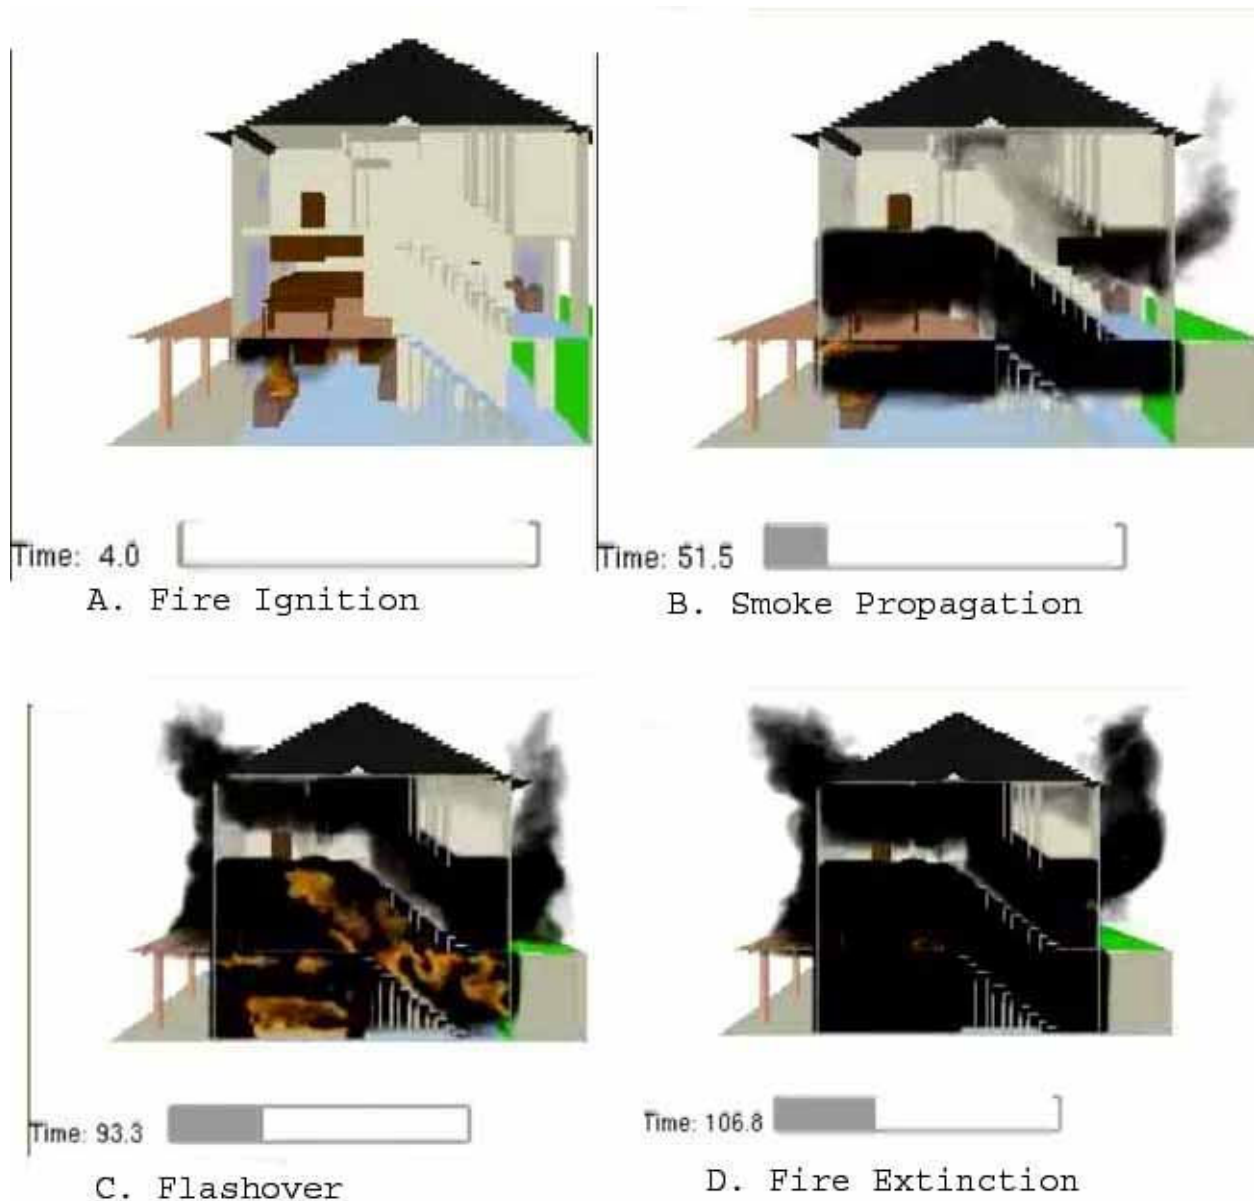 Time: 4.0
A. Fire Ignition
Time: 51.5
B. Smoke Propagation
Time: 93.3
C. Flashover
Time: 106.8
D. Fire Extinction